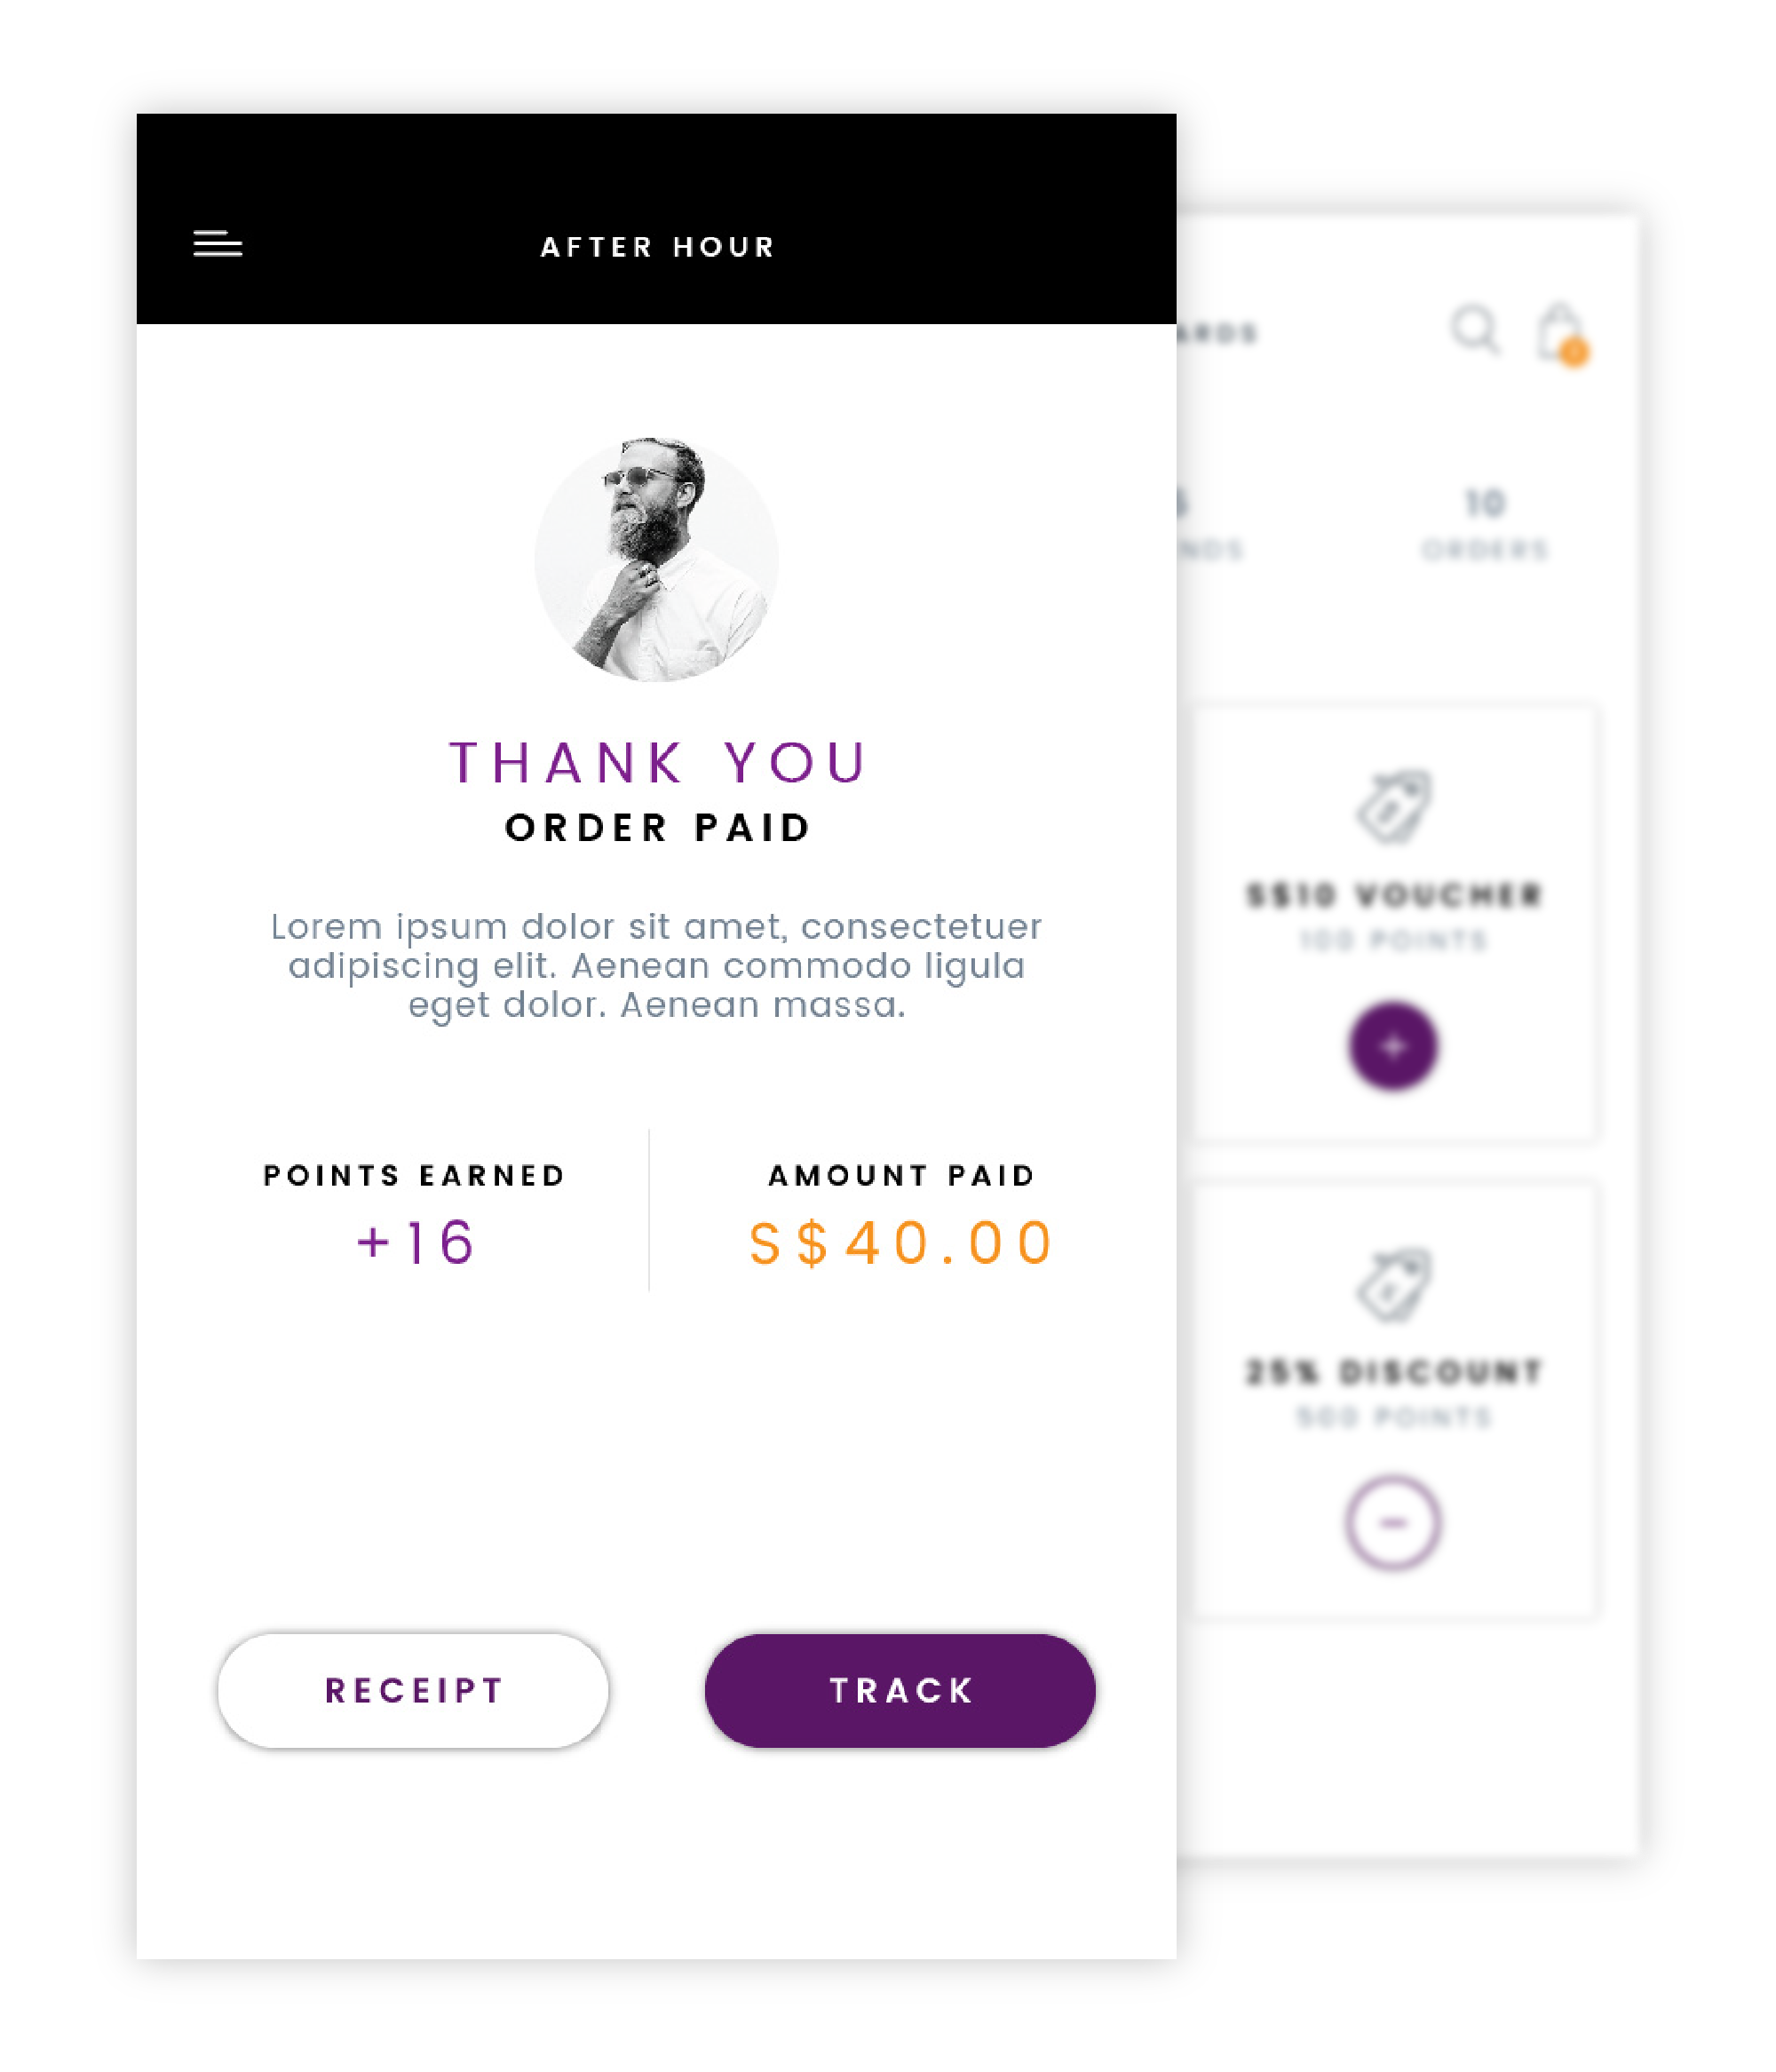 AFTER HOUR
THANK YOU
ORDER PAID
Lorem ipsum dolor sit amet, consectetuer
adipiscing elit. Aenean commodo ligula
eget dolor. Aenean massa.
POINTS EARNED
+16
AMOUNT PAID
S$40.00
RECEIPT
TRACK
10
ORDERS
S$10 VOUCHER
100 POINTS
+
25% DISCOUNT
500 POINTS
-